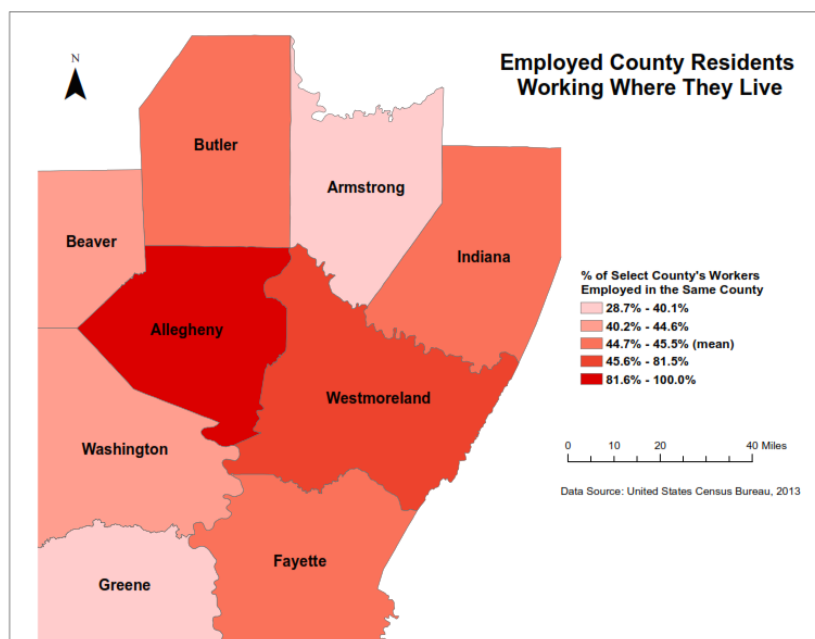 Employed County Residents
Working Where They Live
N
Butler
Armstrong
Beaver
Indiana
Allegheny
Westmoreland
Washington
Fayette
Greene
% of Select County's Workers
Employed in the Same County
28.7% - 40.1%
40.2% - 44.6%
44.7% - 45.5% (mean)
45.6% - 81.5%
81.6% - 100.0%
0 10 20 40 Miles
Data Source: United States Census Bureau, 2013